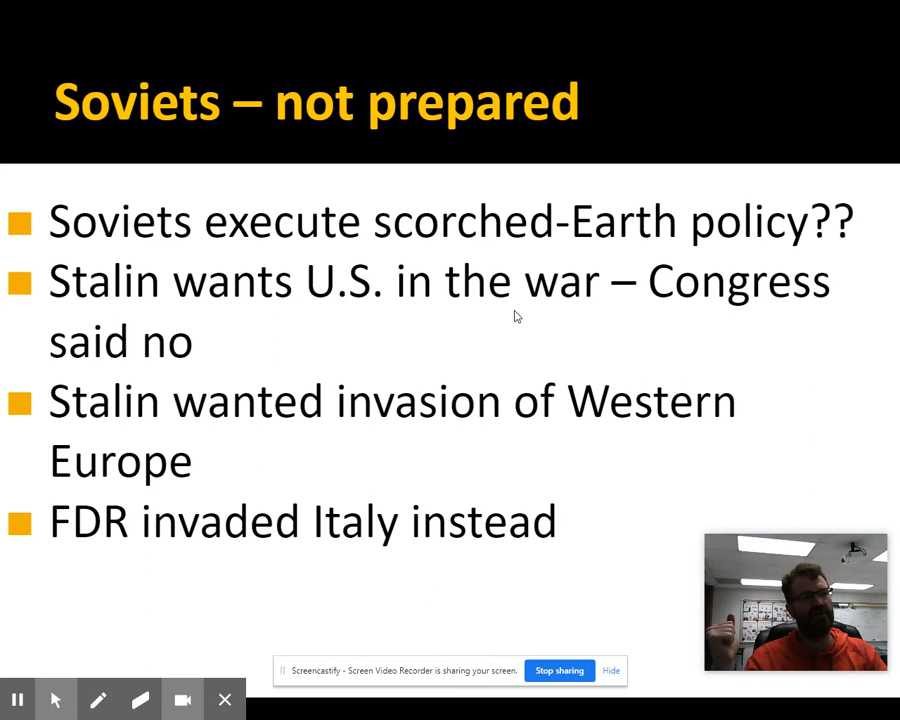 Soviets – not prepared
Soviets execute scorched-Earth policy??
Stalin wants U.S. in the war – Congress
said no
Stalin wanted invasion of Western
Europe
FDR invaded Italy instead
Screencastify - Screen Video Recorder is sharing your screen. Stop sharing Hide